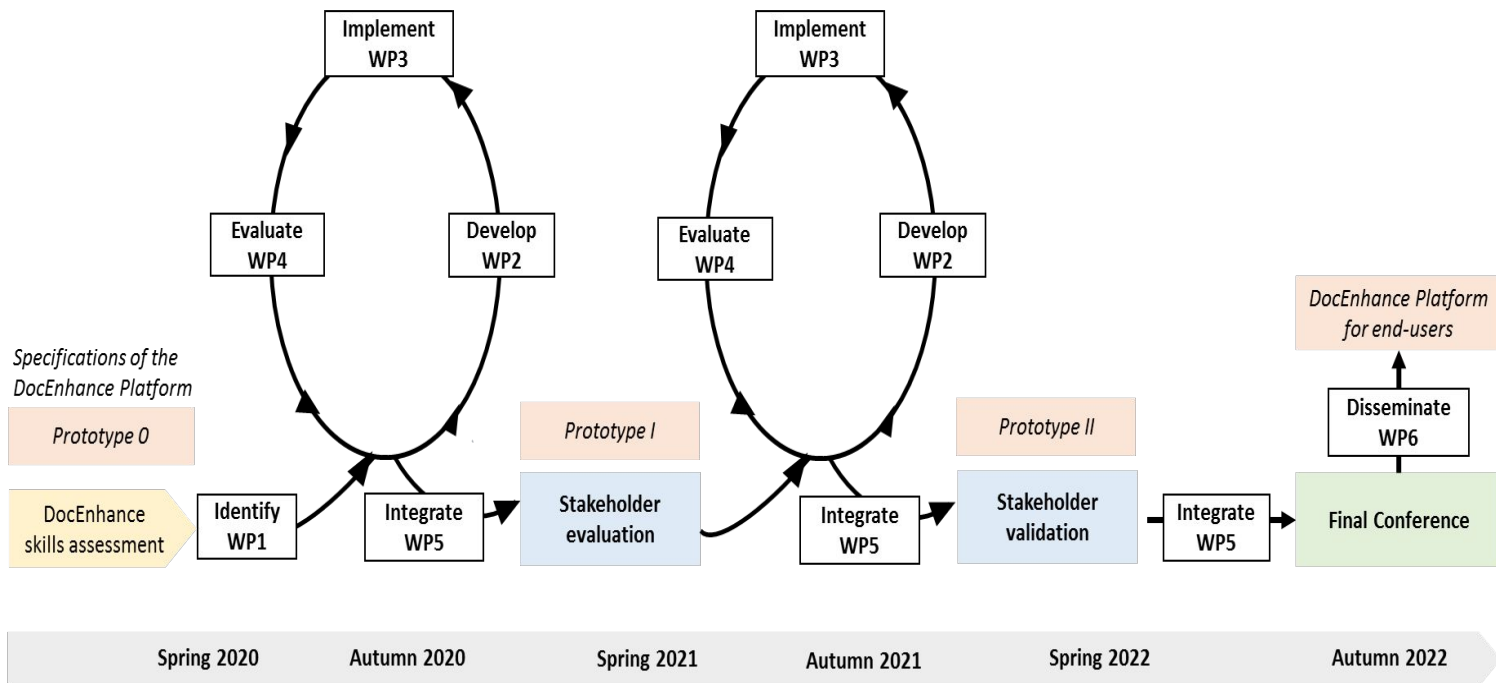 Implement
WP3
Evaluate
WP4
Develop
WP2
Implement
WP3
Evaluate
WP4
Develop
WP2
Specifications of the
DocEnhance Platform
Prototype 0
DocEnhance
skills assessment
Identify
WP1
Integrate
WP5
Prototype I
Stakeholder
evaluation
Integrate
WP5
Prototype II
Stakeholder
validation
Integrate
WP5
DocEnhance Platform
for end-users
Disseminate
WP6
Final Conference
Spring 2020
Autumn 2020
Spring 2021
Autumn 2021
Spring 2022
Autumn 2022